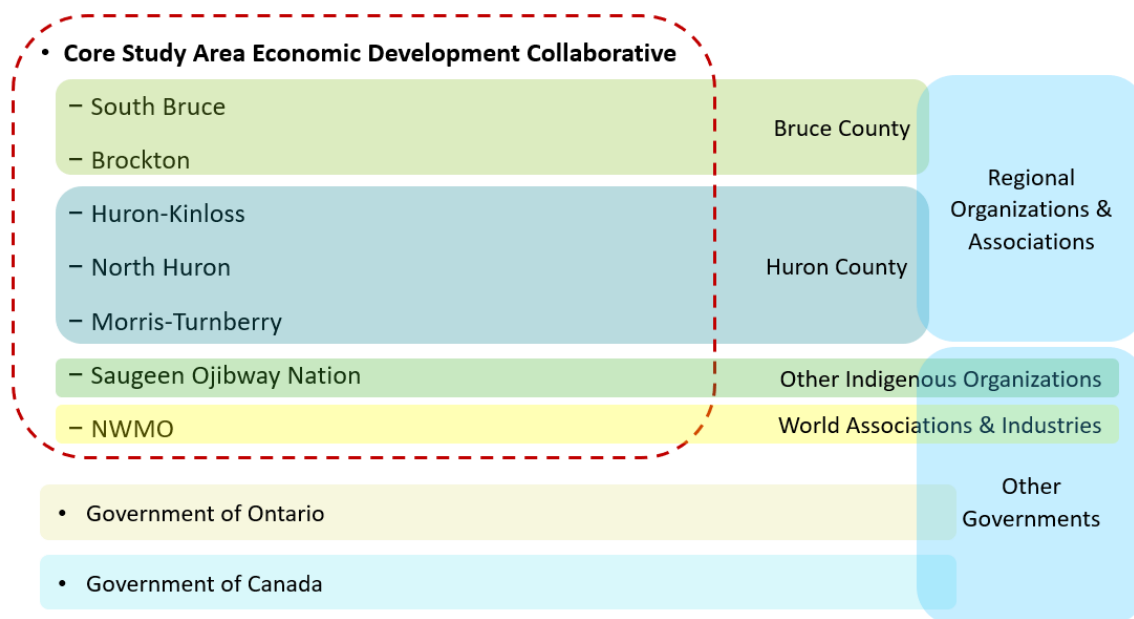 • Core Study Area Economic Development Collaborative
– South Bruce
– Brockton
Bruce County
– Huron-Kinloss
– North Huron
– Morris-Turnberry
Huron County
Regional
Organizations &
Associations
– Saugeen Ojibway Nation
Other Indigenous Organizations
– NWMO
World Associations & Industries
Other
Governments
• Government of Ontario
• Government of Canada